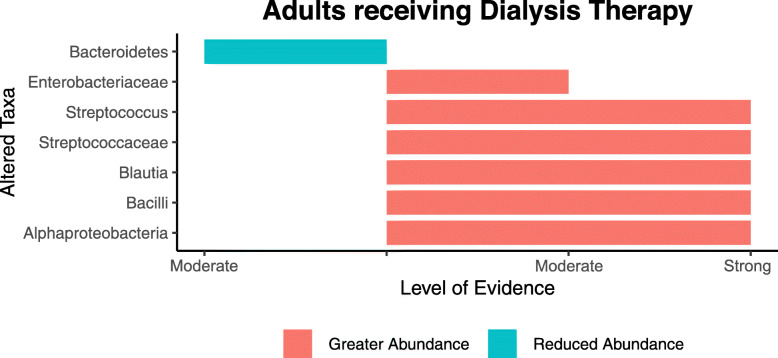 Adults receiving Dialysis Therapy
Altered Taxa
Bacteroidetes
Enterobacteriaceae
Streptococcus
Streptococcaceae
Blautia
Bacilli
Alphaproteobacteria
Moderate Moderate Strong
Level of Evidence
Greater Abundance Reduced Abundance